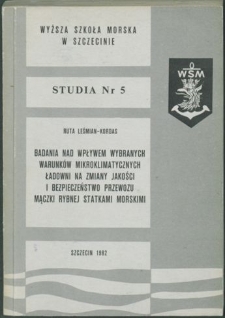 WYŻSZA SZKOŁA MORSKA
W SZCZECINIE
WSM
STUDIA Nr 5
RUTA LEŚMIAN-KORDAS
BADANIA NAD WPŁYWEM WYBRANYCH
WARUNKÓW MIKROKLIMATYCZNYCH
ŁADOWNI NA ZMIANY JAKOŚCI
I BEZPIECZEŃSTWO PRZEWOZU
MĄCZKI RYBNEJ STATKAMI MORSKIMI
SZCZECIN 1982